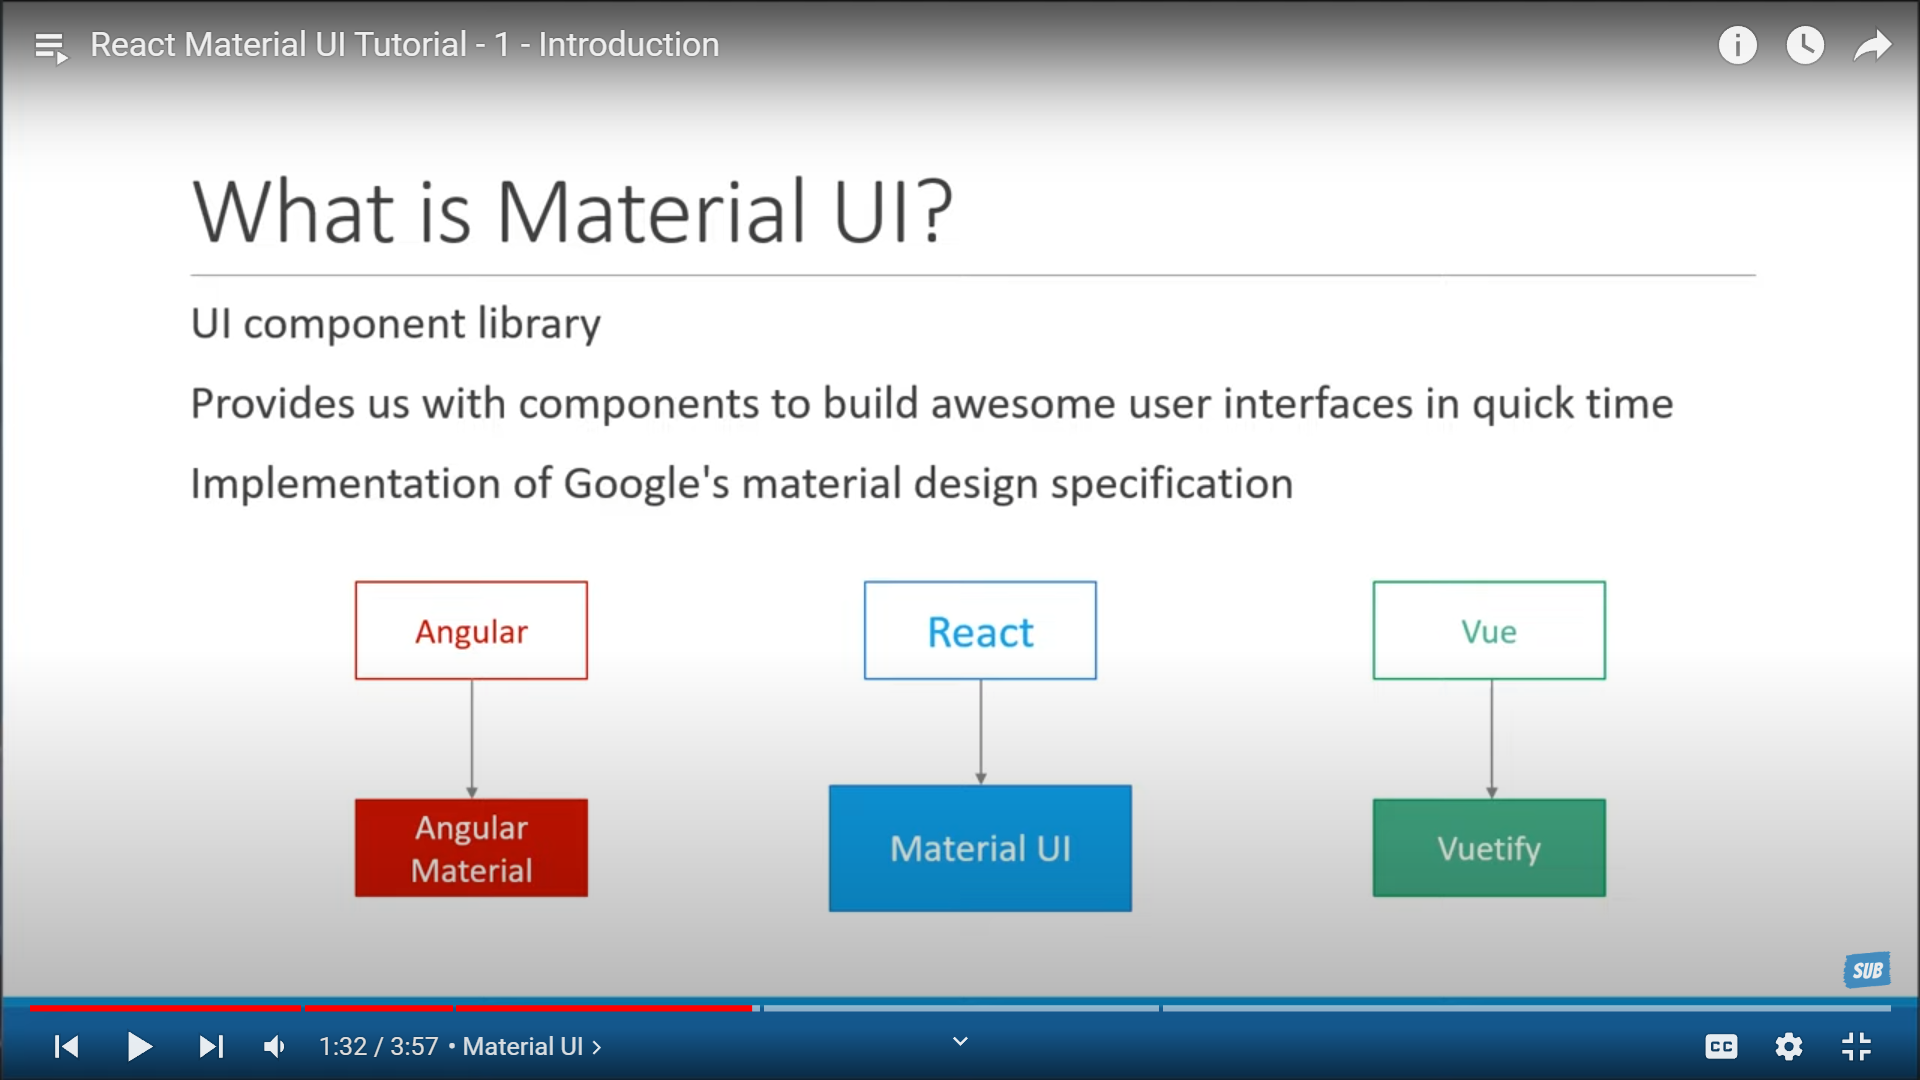 React Material UI Tutorial - 1 - Introduction
What is Material UI?
UI component library
Provides us with components to build awesome user interfaces in quick time
Implementation of Google's material design specification
Angular
React
Vue
Angular
Material
Material UI
Vuetify
SUB
1:32 / 3:57 • Material UI >
CC